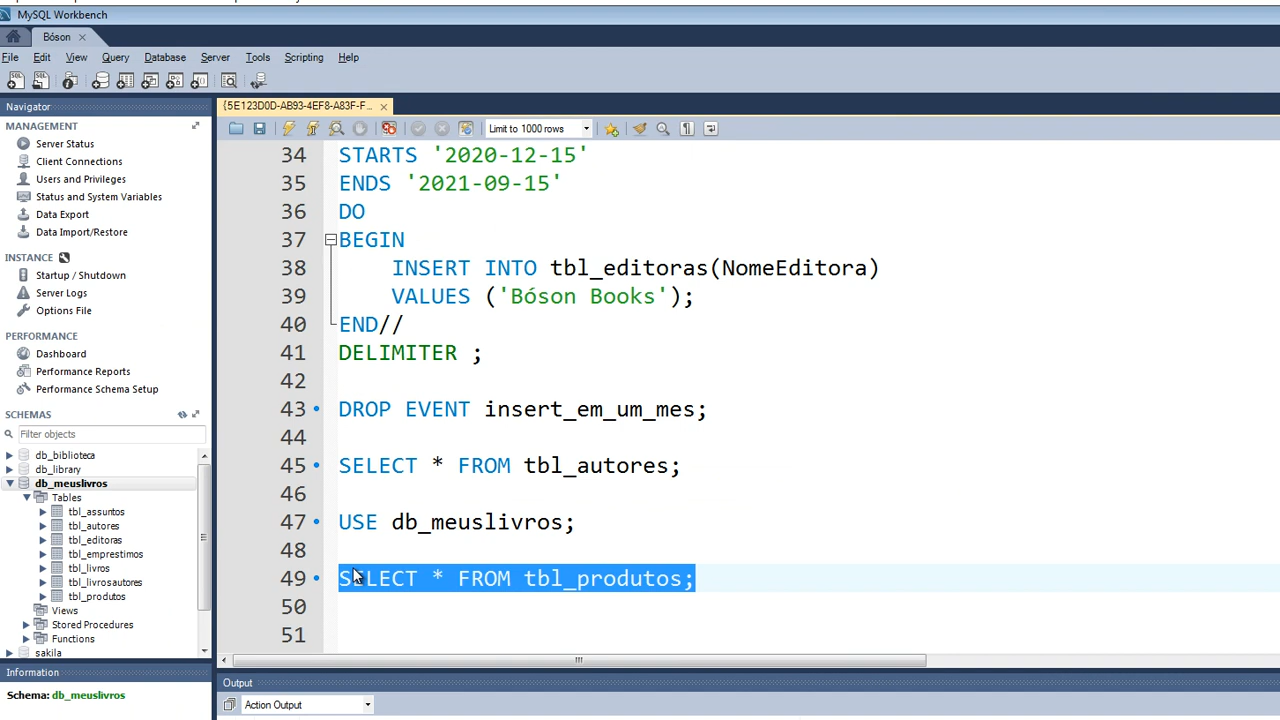 MySQL Workbench
Bóson
File Edit View Query Database Server Tools Scripting Help
Navigator
MANAGEMENT
Server Status
Client Connections
Users and Privileges
Status and System Variables
Data Export
Data Import/Restore
INSTANCE
Startup / Shutdown
Server Logs
Options File
PERFORMANCE
Dashboard
Performance Reports
Performance Schema Setup
SCHEMAS
Filter objects
db_biblioteca
db_library
db_meuslivros
Tables
tbl_assuntos
tbl_autores
tbl_editoras
tbl_emprestimos
tbl_livros
tbl_livrosautores
tbl_produtos
Views
Stored Procedures
Functions
sakila
Information
Schema: db_meuslivros
{5E123D0D-AB93-4EF8-A83F-F...
Limit to 1000 rows
34 STARTS '2020-12-15'
35 ENDS '2021-09-15'
36 DO
37 BEGIN
38 INSERT INTO tbl_editoras(NomeEditora)
39 VALUES ('Bóson Books');
40 END//
41 DELIMITER ;
42
43 DROP EVENT insert_em_um_mes;
44
45 SELECT * FROM tbl_autores;
46
47 USE db_meuslivros;
48
49 SELECT * FROM tbl_produtos;
50
51
Output
Action Output